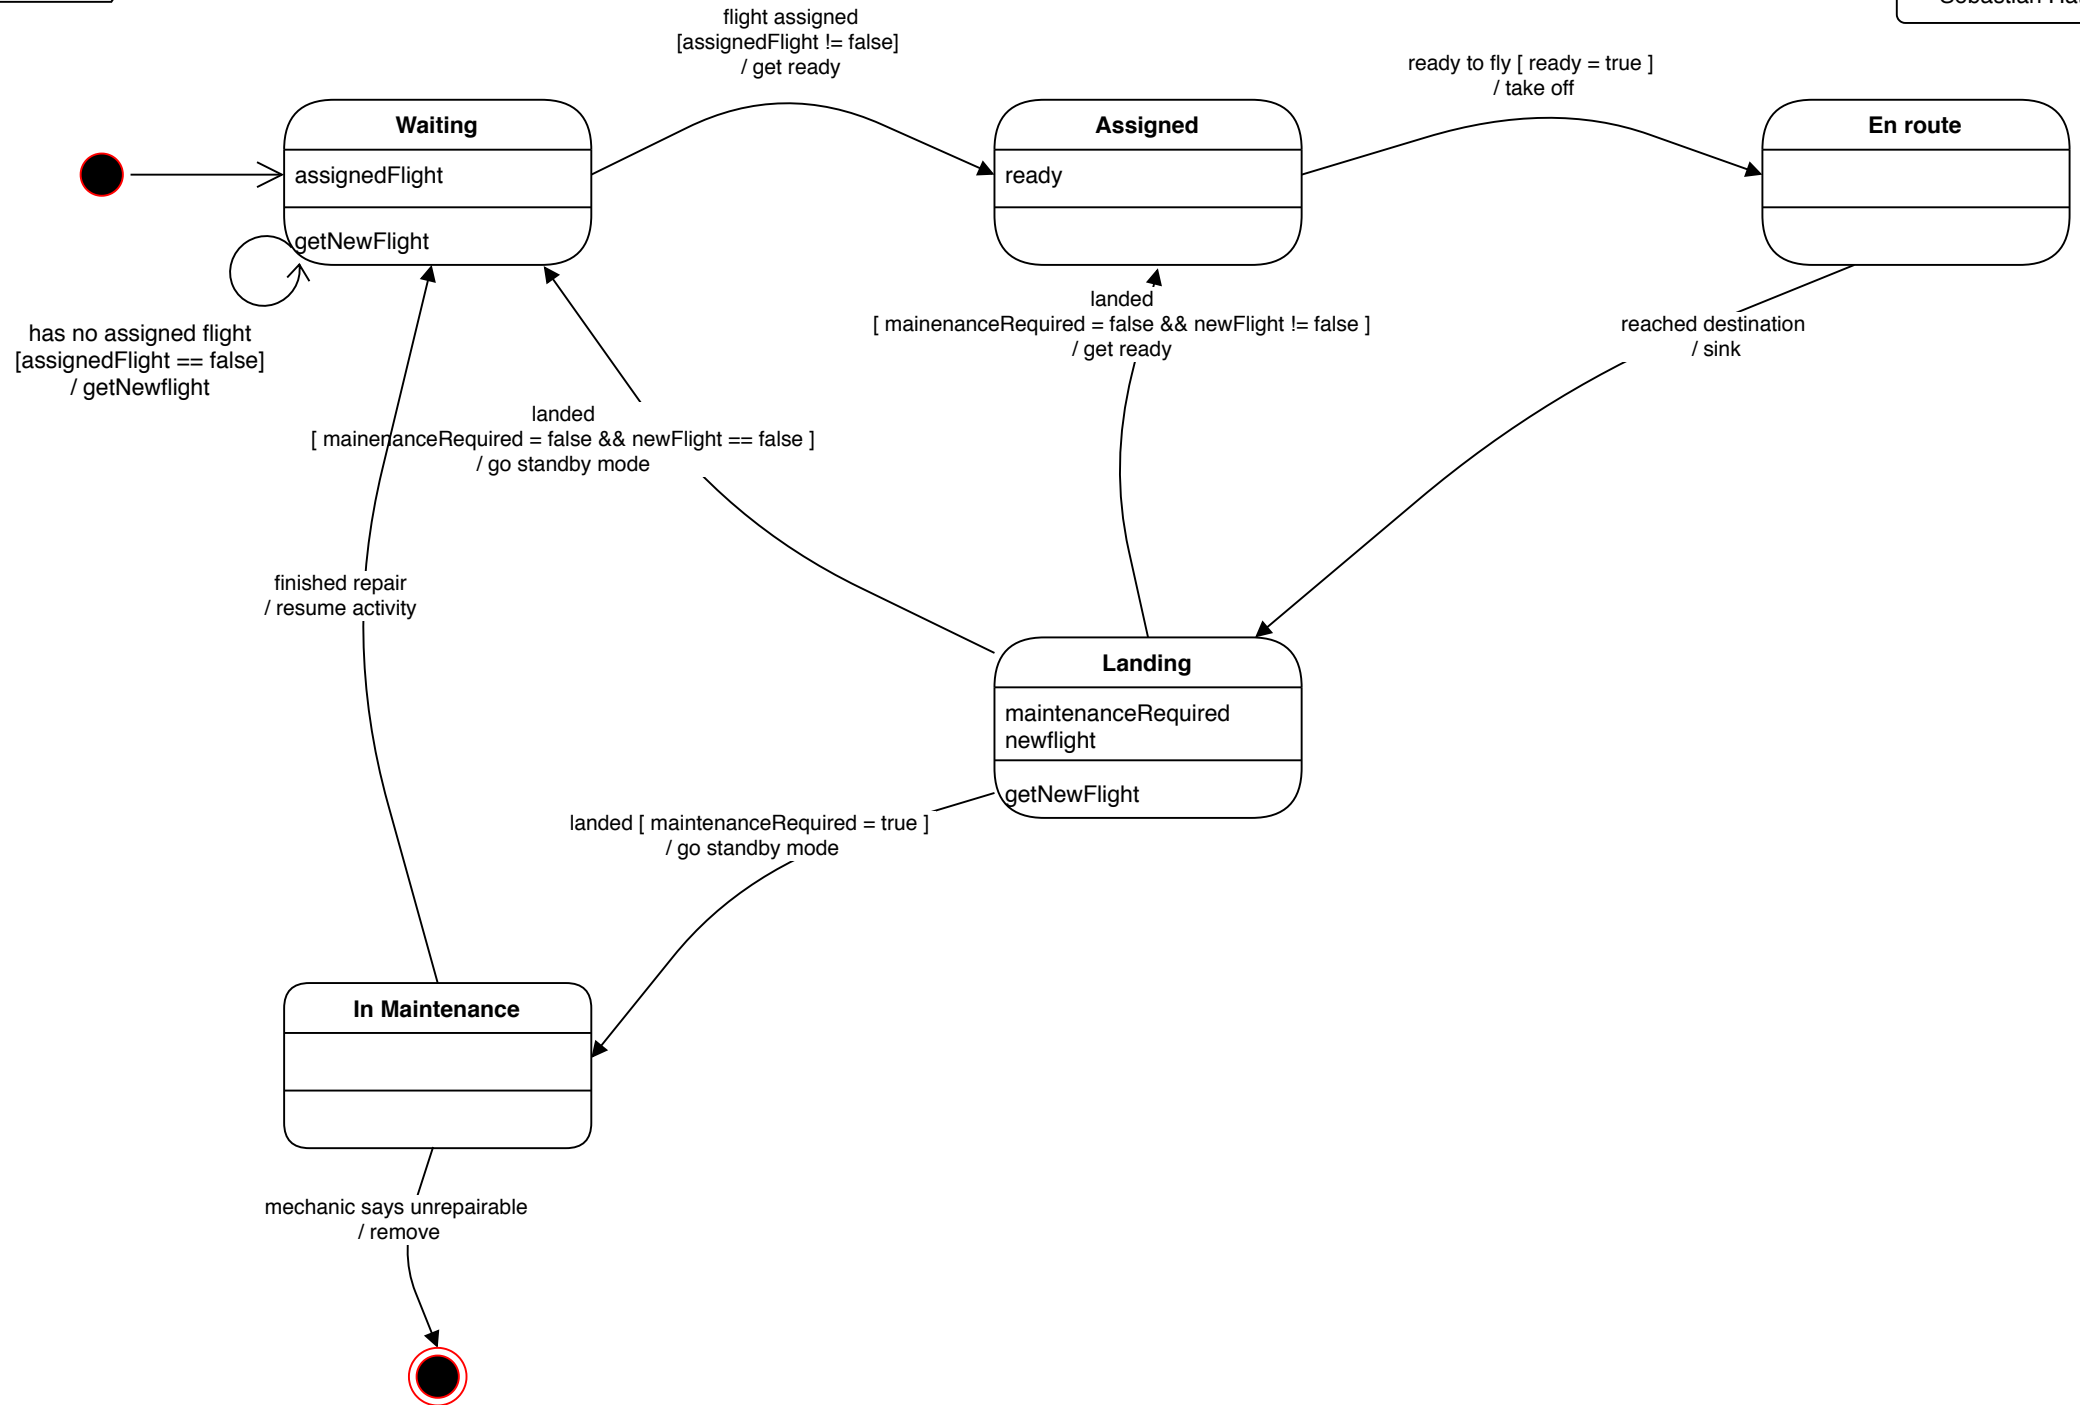 flight assigned
[assignedFlight != false]
/ get ready
ready to fly [ ready = true ]
/ take off
Waiting
assignedFlight
getNewFlight
Assigned
ready
En route
has no assigned flight
[assignedFlight == false]
/ getNewflight
landed
[ mainenanceRequired = false && newFlight != false ]
/ get ready
reached destination
/ sink
landed
[ mainenanceRequired = false && newFlight == false ]
/ go standby mode
finished repair
/ resume activity
Landing
maintenanceRequired
newflight
getNewFlight
landed [ maintenanceRequired = true ]
/ go standby mode
In Maintenance
mechanic says unrepairable
/ remove